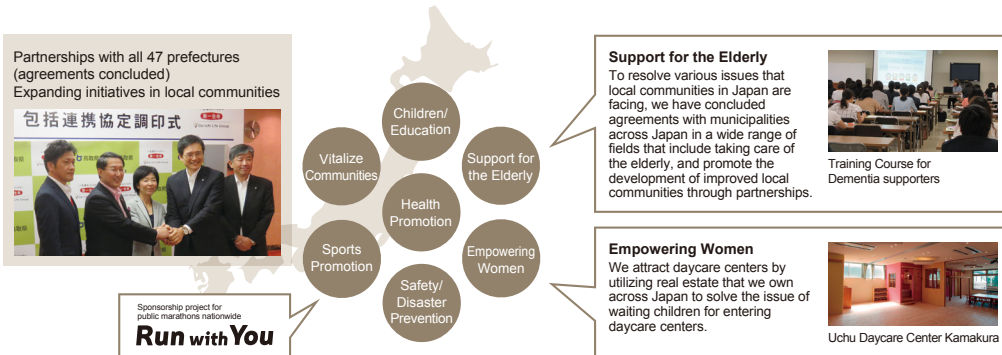 Partnerships with all 47 prefectures
(agreements concluded)
Expanding initiatives in local communities
包括連携協定調印式
Children/
Education
Vitalize
Communities
Support for
the Elderly
Health
Promotion
Sports
Promotion
Empowering
Women
Safety/
Disaster
Prevention
Sponsorship project for
public marathons nationwide
Run with You
Support for the Elderly
To resolve various issues that
local communities in Japan are
facing, we have concluded
agreements with municipalities
across Japan in a wide range of
fields that include taking care of
the elderly, and promote the
development of improved local
communities through partnerships.
Training Course for
Dementia supporters
Empowering Women
We attract daycare centers by
utilizing real estate that we own
across Japan to solve the issue of
waiting children for entering
daycare centers.
Uchu Daycare Center Kamakura